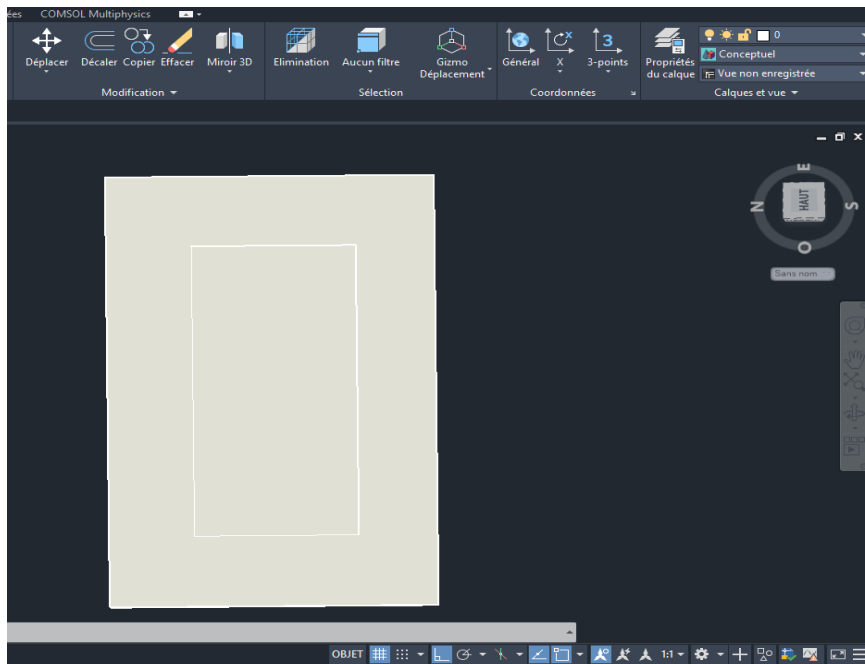 ées COMSOL Multiphysics
Déplacer Décaler Copier Effacer Miroir 3D Elimination Aucun filtre Gizmo Déplacement Général X 3-points Propriétés du calque
0
Conceptuel
Vue non enregistrée
Modification Sélection Coordonnées Calques et vue
E
N HAUT S
O
Sans nom
OBJET 1:1